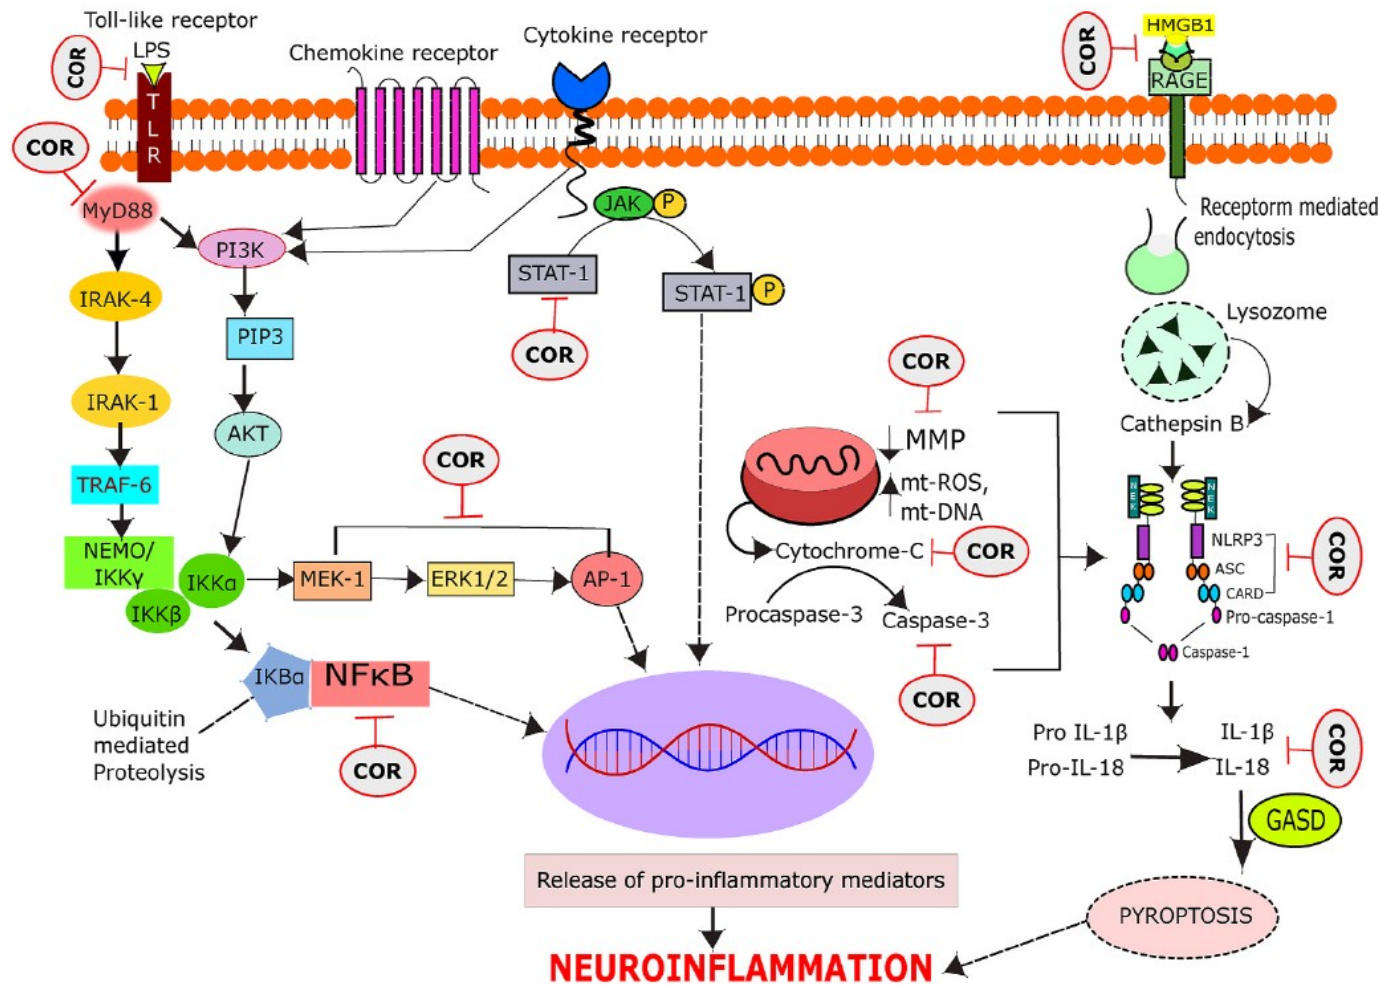 Toll-like receptor
LPS
COR
T
L
R
COR
Chemokine receptor
Cytokine receptor
COR
HMGB1
RAGE
MyD88
PI3K
JAK
P
STAT-1
STAT-1
P
COR
Receptorm mediated
endocytosis
Lysozome
Cathepsin B
IRAK-4
PIP3
IRAK-1
AKT
TRAF-6
NEMO/
IKKγ
IKKα
IKKβ
COR
MEK-1
ERK1/2
AP-1
COR
MMP
mt-ROS,
mt-DNA
Cytochrome-C
COR
Procaspase-3
Caspase-3
COR
NEK
NEK
NLRP3
ASC
CARD
Pro-caspase-1
Caspase-1
COR
IKBα
NFκB
COR
Ubiquitin
mediated
Proteolysis
Pro IL-1β
Pro-IL-18
IL-1β
IL-18
COR
GASD
PYROPTOSIS
Release of pro-inflammatory mediators
NEUROINFLAMMATION